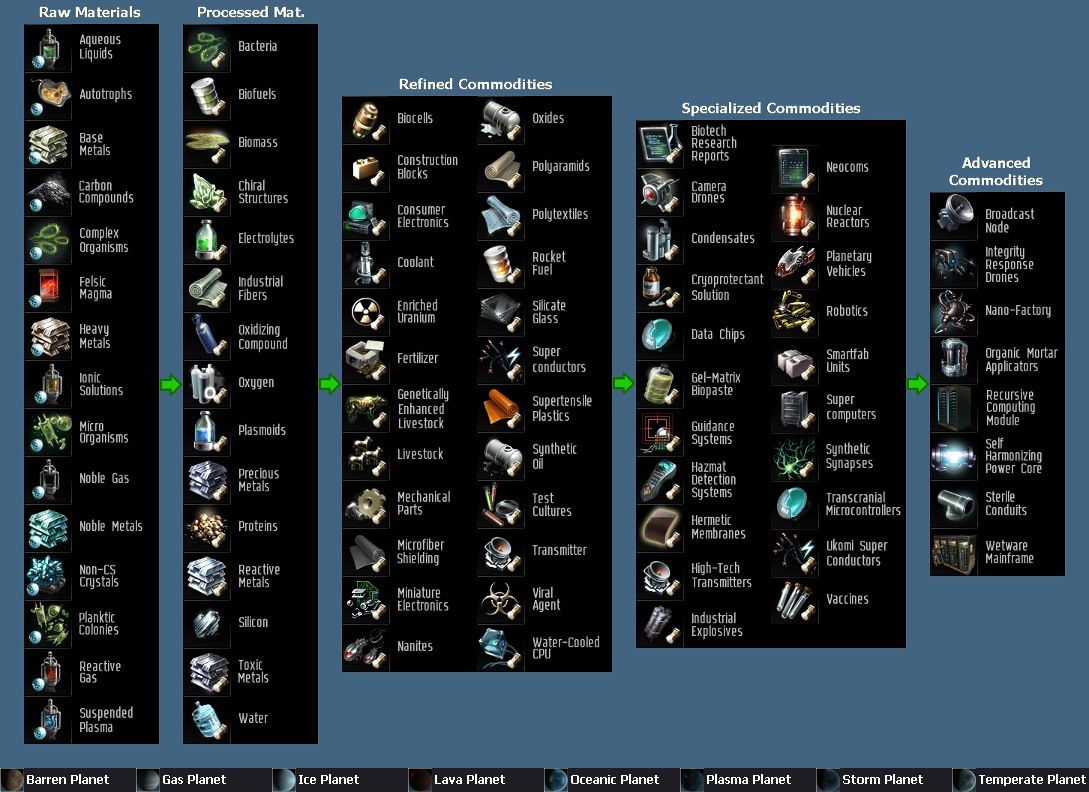 Raw Materials
Aqueous
Liquids
Autotrophs
Base
Metals
Carbon
Compounds
Complex
Organisms
Felsic
Magma
Heavy
Metals
Ionic
Solutions
Micro
Organisms
Noble Gas
Noble Metals
Non-CS
Crystals
Planktic
Colonies
Reactive
Gas
Suspended
Plasma
Processed Mat.
Bacteria
Biofuels
Biomass
Chiral
Structures
Electrolytes
Industrial
Fibers
Oxidizing
Compound
Oxygen
Plasmoids
Precious
Metals
Proteins
Reactive
Metals
Silicon
Toxic
Metals
Water
Refined Commodities
Biocells
Construction
Blocks
Consumer
Electronics
Coolant
Enriched
Uranium
Fertilizer
Genetically
Enhanced
Livestock
Livestock
Mechanical
Parts
Microfiber
Shielding
Miniature
Electronics
Nanites
Oxides
Polyaramids
Polytextiles
Rocket
Fuel
Silicate
Glass
Super
conductors
Supertensile
Plastics
Synthetic
Oil
Test
Cultures
Transmitter
Viral
Agent
Water-Cooled
CPU
Specialized Commodities
Biotech
Research
Reports
Camera
Drones
Condensates
Cryoprotectant
Solution
Data Chips
Gel-Matrix
Biopaste
Guidance
Systems
Hazmat
Detection
Systems
Hermetic
Membranes
High-Tech
Transmitters
Industrial
Explosives
Neocoms
Nuclear
Reactors
Planetary
Vehicles
Robotics
Smartfab
Units
Super
computers
Synthetic
Synapses
Transcranial
Microcontrollers
Ukomi Super
Conductors
Vaccines
Advanced
Commodities
Broadcast
Node
Integrity
Response
Drones
Nano-Factory
Organic Mortar
Applicators
Recursive
Computing
Module
Self
Harmonizing
Power Core
Sterile
Conduits
Wetware
Mainframe
Barren Planet
Gas Planet
Ice Planet
Lava Planet
Oceanic Planet
Plasma Planet
Storm Planet
Temperate Planet